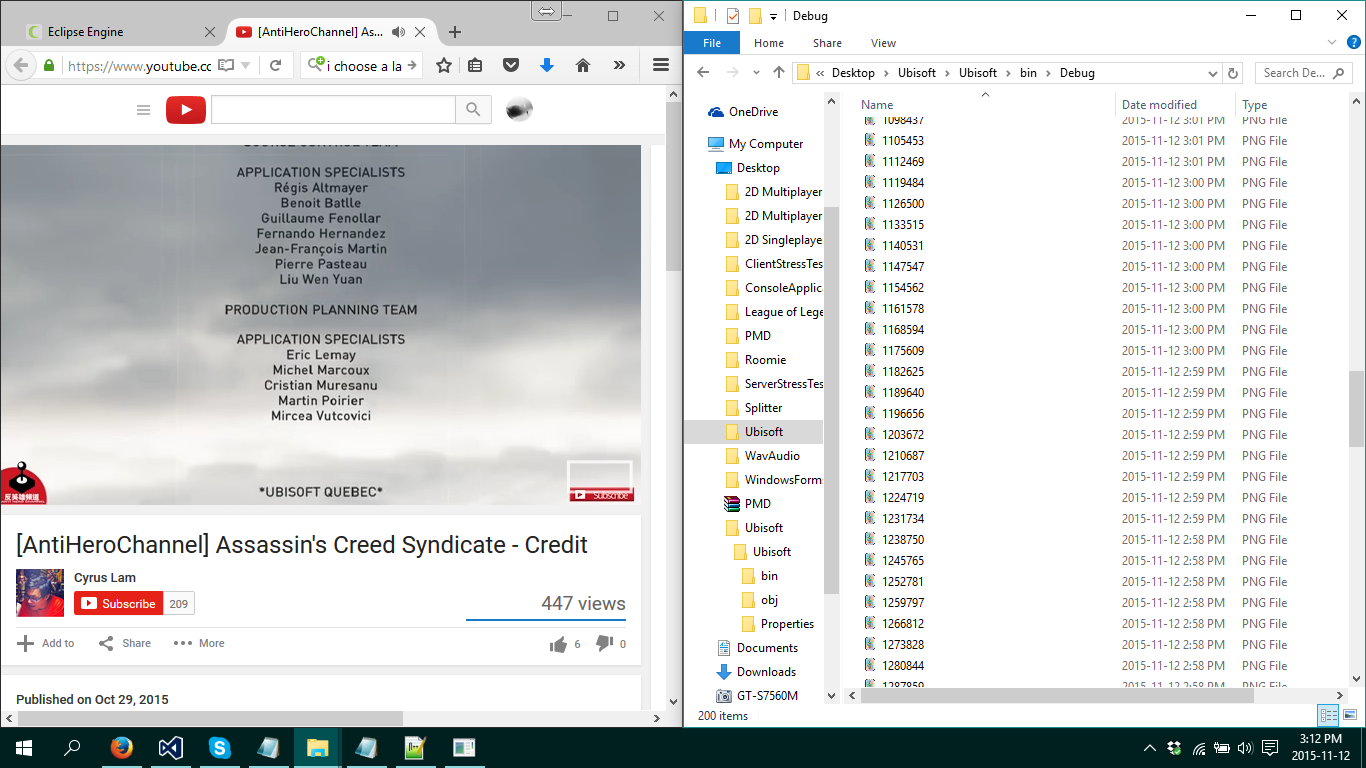 Eclipse Engine
[AntiHeroChannel] As...
https://www.youtube.co
i choose a la
APPLICATION SPECIALISTS
Régis Altmayer
Benoit Batlle
Guillaume Fenollar
Fernando Hernandez
Jean-François Martin
Pierre Pasteau
Liu Wen Yuan
PRODUCTION PLANNING TEAM
APPLICATION SPECIALISTS
Eric Lemay
Michel Marcoux
Cristian Muresanu
Martin Poirier
Mircea Vutcovici
*UBISOFT QUEBEC*
反英雄頻道
Subscribe
[AntiHeroChannel] Assassin's Creed Syndicate - Credit
Cyrus Lam
Subscribe 209
447 views
Add to Share More 6 0
Published on Oct 29, 2015
Debug
File Home Share View
« Desktop Ubisoft Ubisoft bin Debug
Search De...
OneDrive
My Computer
Desktop
2D Multiplayer
2D Multiplayer
2D Singleplaye
ClientStressTes
ConsoleApplica
League of Lege
PMD
Roomie
ServerStressTes
Splitter
Ubisoft
WavAudio
WindowsForm
PMD
Ubisoft
Ubisoft
bin
obj
Properties
Documents
Downloads
GT-S7560M
Name Date modified Type
1098437 2015-11-12 3:01 PM PNG File
1105453 2015-11-12 3:01 PM PNG File
1112469 2015-11-12 3:01 PM PNG File
1119484 2015-11-12 3:00 PM PNG File
1126500 2015-11-12 3:00 PM PNG File
1133515 2015-11-12 3:00 PM PNG File
1140531 2015-11-12 3:00 PM PNG File
1147547 2015-11-12 3:00 PM PNG File
1154562 2015-11-12 3:00 PM PNG File
1161578 2015-11-12 3:00 PM PNG File
1168594 2015-11-12 3:00 PM PNG File
1175609 2015-11-12 3:00 PM PNG File
1182625 2015-11-12 2:59 PM PNG File
1189640 2015-11-12 2:59 PM PNG File
1196656 2015-11-12 2:59 PM PNG File
1203672 2015-11-12 2:59 PM PNG File
1210687 2015-11-12 2:59 PM PNG File
1217703 2015-11-12 2:59 PM PNG File
1224719 2015-11-12 2:59 PM PNG File
1231734 2015-11-12 2:59 PM PNG File
1238750 2015-11-12 2:58 PM PNG File
1245765 2015-11-12 2:58 PM PNG File
1252781 2015-11-12 2:58 PM PNG File
1259797 2015-11-12 2:58 PM PNG File
1266812 2015-11-12 2:58 PM PNG File
1273828 2015-11-12 2:58 PM PNG File
1280844 2015-11-12 2:58 PM PNG File
1287859 2015-11-12 2:58 PM PNG File
200 items
3:12 PM
2015-11-12